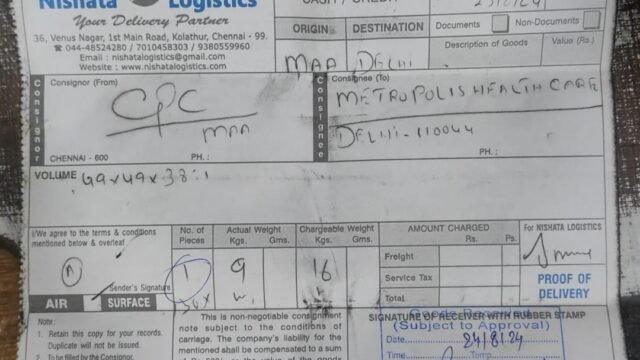 Nishata Logistics
Your Delivery Partner
36, Venus Nagar, 1st Main Road, Kolathur, Chennai - 99.
☎ 044-48524280 / 7010458303 / 9380559960
Email : nishatalogistics@gmail.com
Website : www.nishatalogistics.com
ORIGIN DESTINATION
MAA DELHI
Documents Non-Documents
Description of Goods Value (Rs.)
Consignor
Consignor (From)
CPC
MAA
CHENNAI - 600 PH. :
Consignee
Consignee (To)
METROPOLIS HEALTH CARE
DELHI - 110044
PH. :
VOLUME 49x49x38:1
I/We agree to the terms & conditions
mentioned below & overleaf
Sender's Signature
AIR SURFACE
No. of Pieces
1
Actual Weight
Kgs. Gms.
9
Chargeable Weight
Kgs. Gms.
16
AMOUNT CHARGED
Rs. Ps.
Freight
Service Tax
Total
For NISHATA LOGISTICS
PROOF OF
DELIVERY
Note :
1. Retain this copy for your records.
Duplicate will not be issued.
2. To be filled by the Consignor
This is non-negotiable consignment
note subject to the conditions of
carriage. The company's liability for
the mentioned shall be compensated to a sum
SIGNATURE OF RECEIVER WITH RUBBER STAMP
Goods Received
(Subject to Approval)
Date 24/8/24
Time Temp